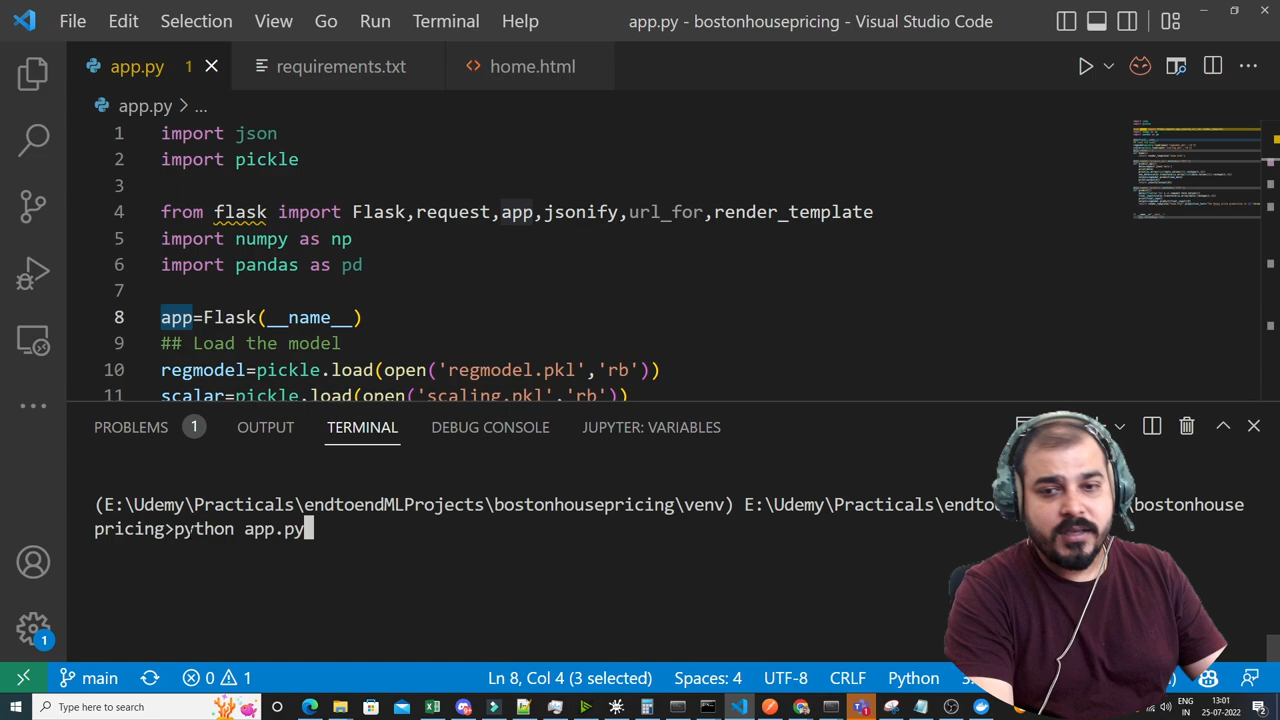 File Edit Selection View Go Run Terminal Help app.py - bostonhousepricing - Visual Studio Code
app.py 1 requirements.txt home.html
app.py > ...
1 import json
2 import pickle
3
4 from flask import Flask,request,app,jsonify,url_for,render_template
5 import numpy as np
6 import pandas as pd
7
8 app=Flask(__name__)
9 ## Load the model
10 regmodel=pickle.load(open('regmodel.pkl','rb'))
11 scalar=pickle.load(open('scaling.pkl','rb'))
PROBLEMS 1 OUTPUT TERMINAL DEBUG CONSOLE JUPYTER: VARIABLES
(E:\Udemy\Practicals\endtoendMLProjects\bostonhousepricing\venv) E:\Udemy\Practicals\endto bostonhouse
pricing>python app.py
1
main 0 1 Ln 8, Col 4 (3 selected) Spaces: 4 UTF-8 CRLF Python
Type here to search
ENG
IN
13:01
25-07-2022